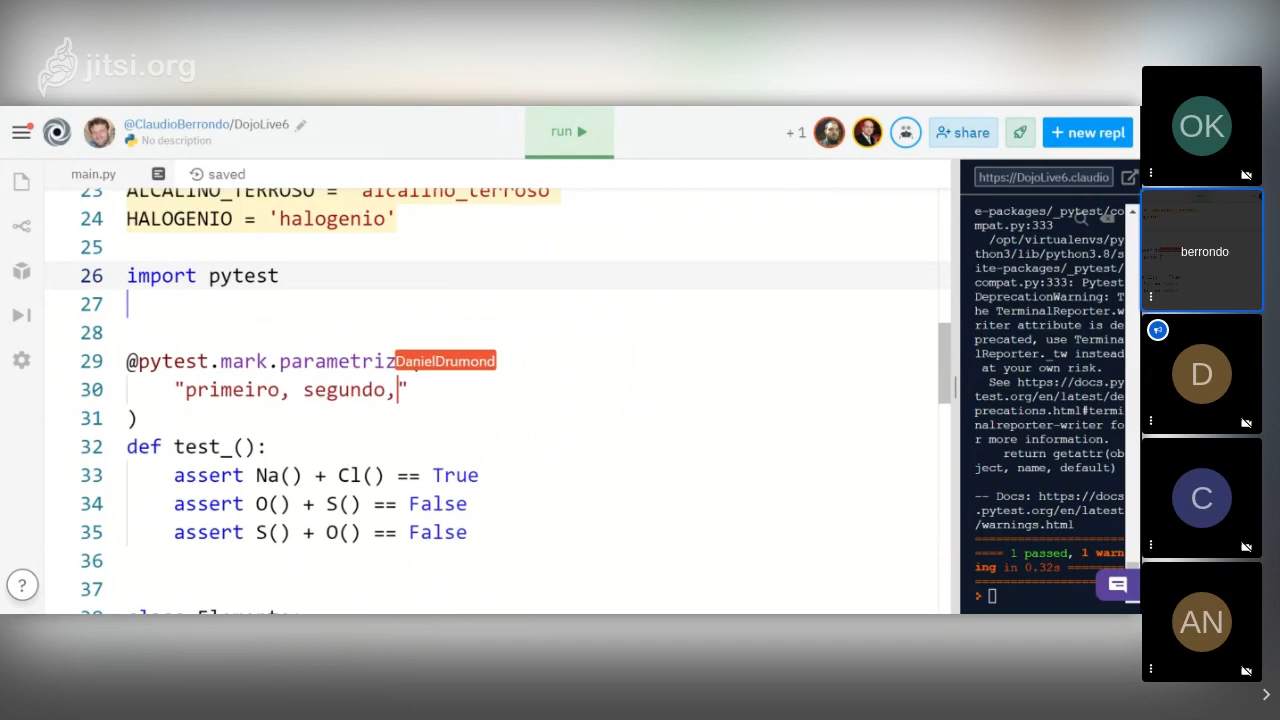 jitsi.org
@ClaudioBerrondo/DojoLive6
No description
run
+ 1
share
+ new repl
main.py
saved
https://DojoLive6.claudio
23 ALCALINO_TERROSO = 'alcalino_terroso'
24 HALOGENIO = 'halogenio'
25
26 import pytest
27
28
29 @pytest.mark.parametriz
DanielDrumond
30 "primeiro, segundo,"
31 )
32 def test_():
33 assert Na() + Cl() == True
34 assert O() + S() == False
35 assert S() + O() == False
36
37
?
e-packages/_pytest/co
mpat.py:333
/opt/virtualenvs/py
thon3/lib/python3.8/s
ite-packages/_pytest/
compat.py:333: Pytest
DeprecationWarning: T
he TerminalReporter.w
riter attribute is de
precated, use Termina
lReporter._tw instead
at your own risk.
See https://docs.py
test.org/en/latest/de
precations.html#termi
nalreporter-writer fo
r more information.
return getattr(ob
ject, name, default)
-- Docs: https://docs
.pytest.org/en/latest
/warnings.html
=====================
==== 1 passed, 1 warn
ing in 0.32s ========
OK
berrondo
D
C
AN